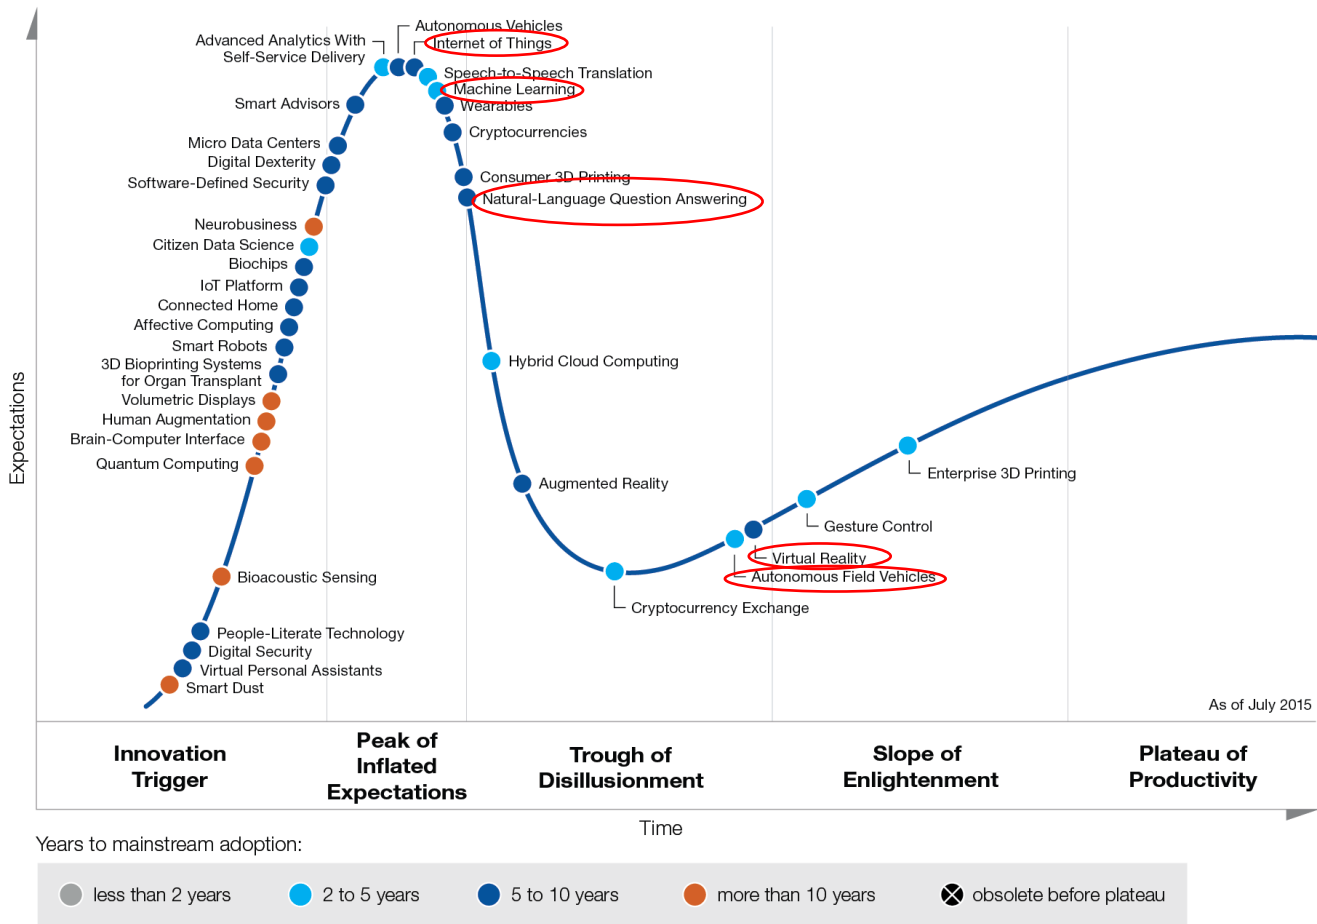 Autonomous Vehicles
Advanced Analytics With
Self-Service Delivery
Internet of Things
Speech-to-Speech Translation
Machine Learning
Smart Advisors
Wearables
Cryptocurrencies
Micro Data Centers
Digital Dexterity
Software-Defined Security
Consumer 3D Printing
Natural-Language Question Answering
Neurobusiness
Citizen Data Science
Biochips
IoT Platform
Connected Home
Affective Computing
Smart Robots
3D Bioprinting Systems
for Organ Transplant
Hybrid Cloud Computing
Volumetric Displays
Human Augmentation
Brain-Computer Interface
Quantum Computing
Expectations
Augmented Reality
Enterprise 3D Printing
Gesture Control
Virtual Reality
Autonomous Field Vehicles
Bioacoustic Sensing
Cryptocurrency Exchange
People-Literate Technology
Digital Security
Virtual Personal Assistants
Smart Dust
As of July 2015
Innovation
Trigger
Peak of
Inflated
Expectations
Trough of
Disillusionment
Slope of
Enlightenment
Plateau of
Productivity
Time
Years to mainstream adoption:
less than 2 years
2 to 5 years
5 to 10 years
more than 10 years
obsolete before plateau